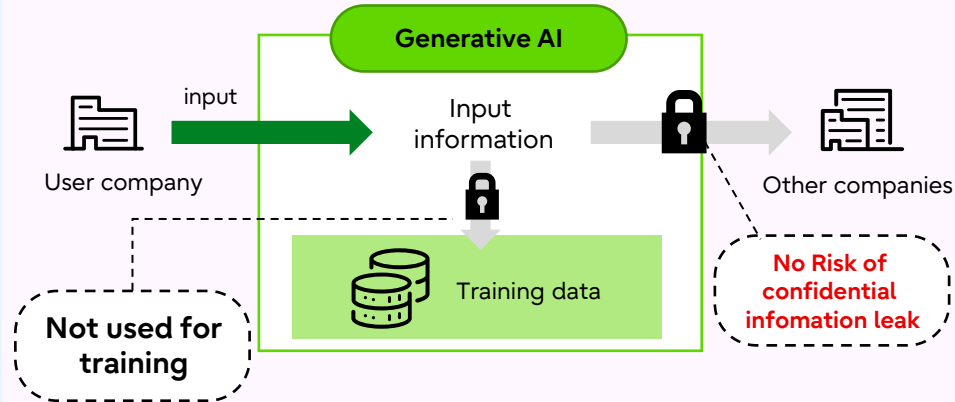 Generative AI
input
Input
information
User company
Other companies
Training data
Not used for
training
No Risk of
confidential
infomation leak